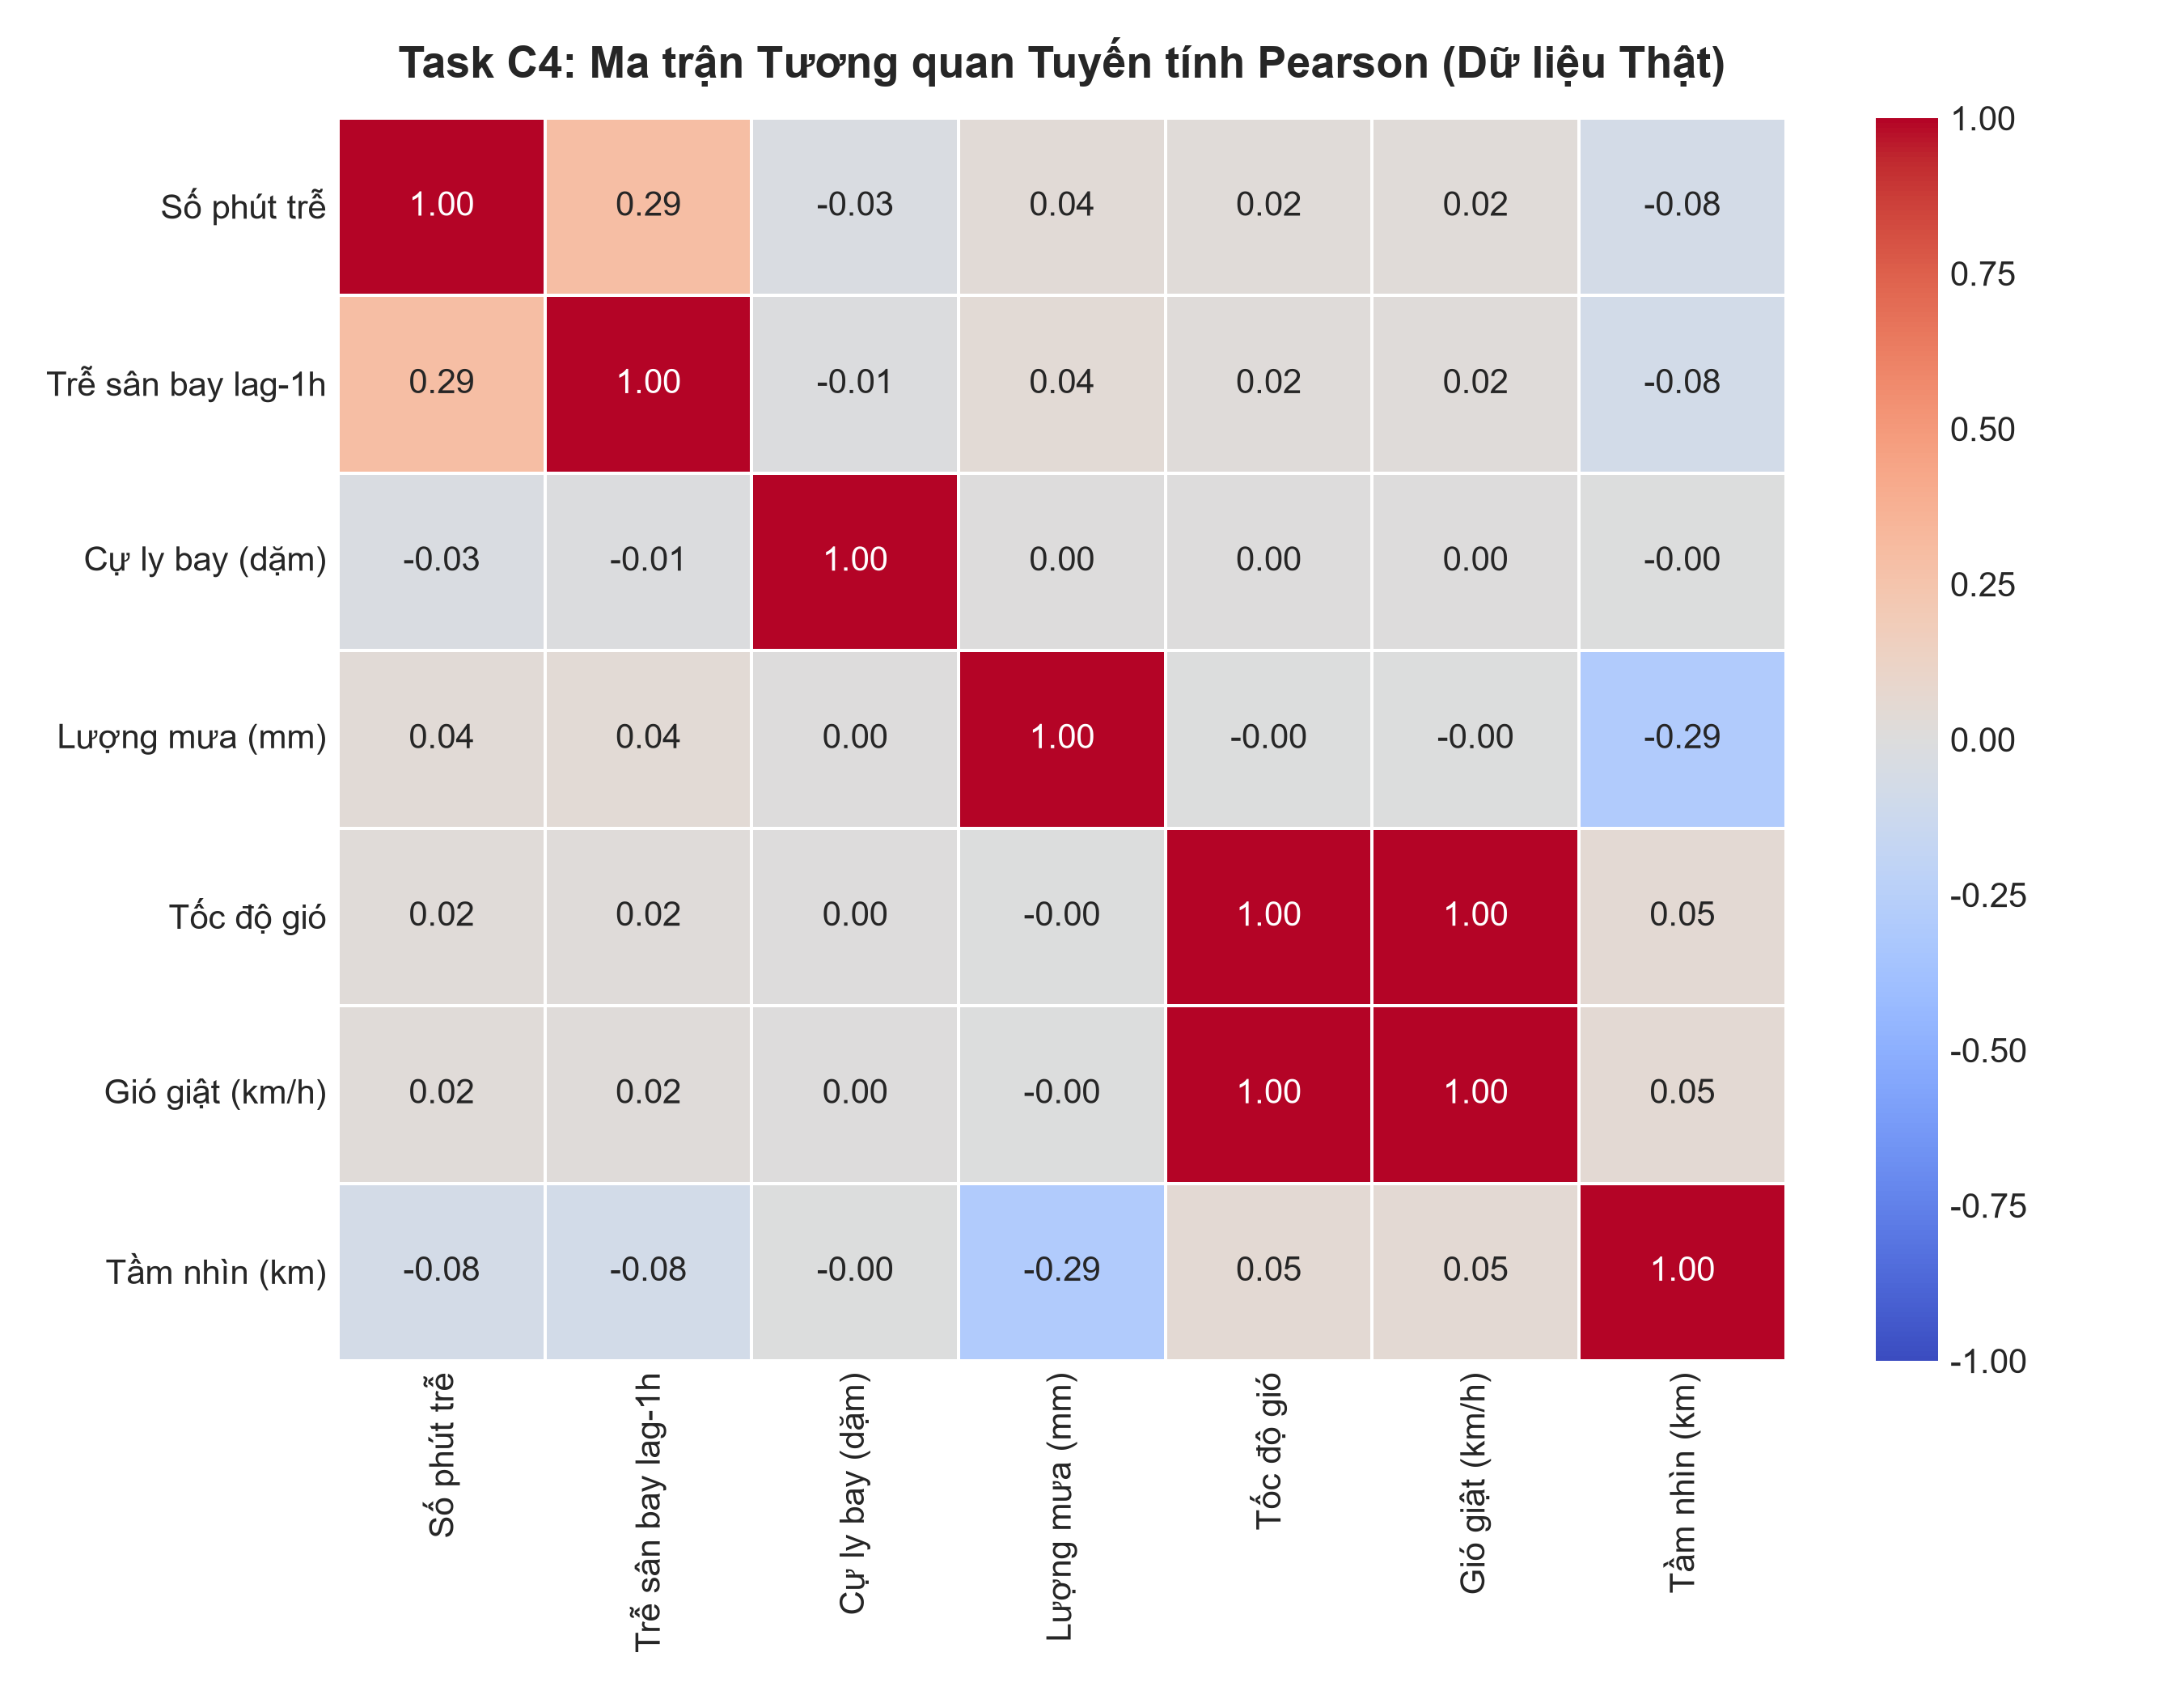 Task C4: Ma trận Tương quan Tuyến tính Pearson (Dữ liệu Thật)
Số phút trễ 1.00 0.29 -0.03 0.04 0.02 0.02 -0.08
Trễ sân bay lag-1h 0.29 1.00 -0.01 0.04 0.02 0.02 -0.08
Cự ly bay (dặm) -0.03 -0.01 1.00 0.00 0.00 0.00 -0.00
Lượng mưa (mm) 0.04 0.04 0.00 1.00 -0.00 -0.00 -0.29
Tốc độ gió 0.02 0.02 0.00 -0.00 1.00 1.00 0.05
Gió giật (km/h) 0.02 0.02 0.00 -0.00 1.00 1.00 0.05
Tầm nhìn (km) -0.08 -0.08 -0.00 -0.29 0.05 0.05 1.00
Số phút trễ
Trễ sân bay lag-1h
Cự ly bay (dặm)
Lượng mưa (mm)
Tốc độ gió
Gió giật (km/h)
Tầm nhìn (km)
1.00
0.75
0.50
0.25
0.00
-0.25
-0.50
-0.75
-1.00